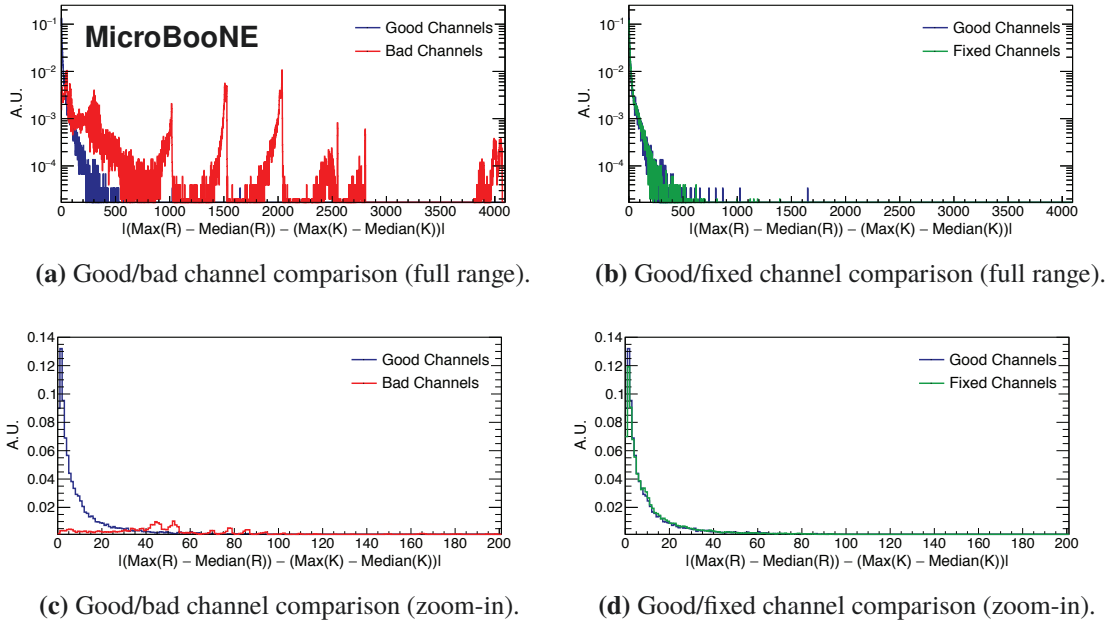 MicroBooNE
Good Channels
Bad Channels
A.U.
10⁻¹
10⁻²
10⁻³
10⁻⁴
0 500 1000 1500 2000 2500 3000 3500 4000
|(Max(R) − Median(R)) − (Max(K) − Median(K))|
(a) Good/bad channel comparison (full range).
Good Channels
Fixed Channels
A.U.
10⁻¹
10⁻²
10⁻³
10⁻⁴
0 500 1000 1500 2000 2500 3000 3500 4000
|(Max(R) − Median(R)) − (Max(K) − Median(K))|
(b) Good/fixed channel comparison (full range).
Good Channels
Bad Channels
A.U.
0.14
0.12
0.1
0.08
0.06
0.04
0.02
0 20 40 60 80 100 120 140 160 180 200
|(Max(R) − Median(R)) − (Max(K) − Median(K))|
(c) Good/bad channel comparison (zoom-in).
Good Channels
Fixed Channels
A.U.
0.14
0.12
0.1
0.08
0.06
0.04
0.02
0 20 40 60 80 100 120 140 160 180 200
|(Max(R) − Median(R)) − (Max(K) − Median(K))|
(d) Good/fixed channel comparison (zoom-in).